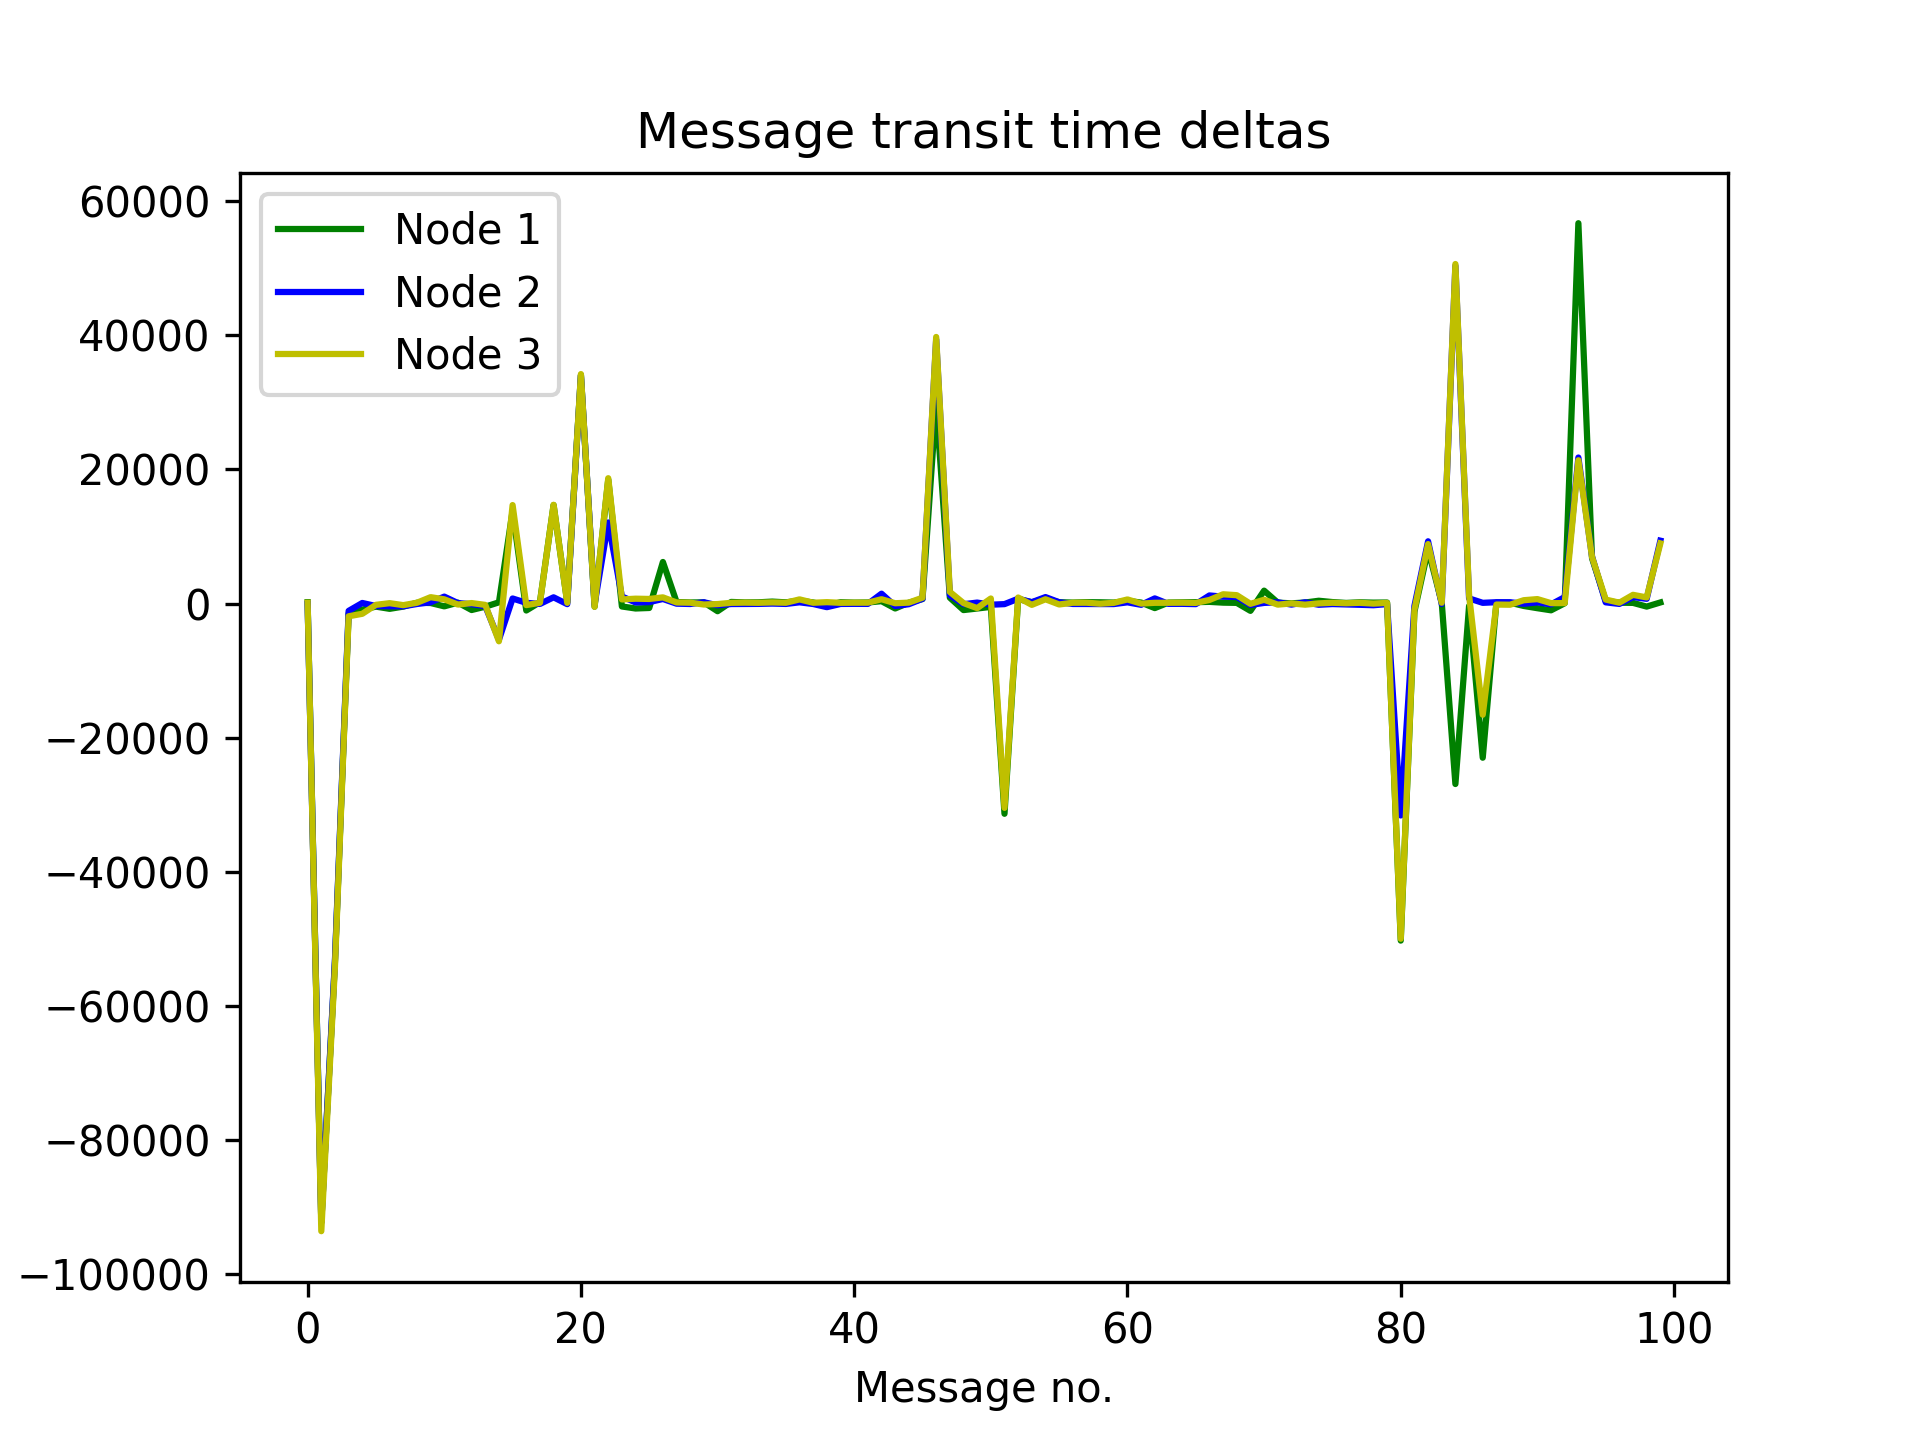 Message transit time deltas
60000
40000
20000
0
−20000
−40000
−60000
−80000
−100000
Node 1
Node 2
Node 3
0 20 40 60 80 100
Message no.